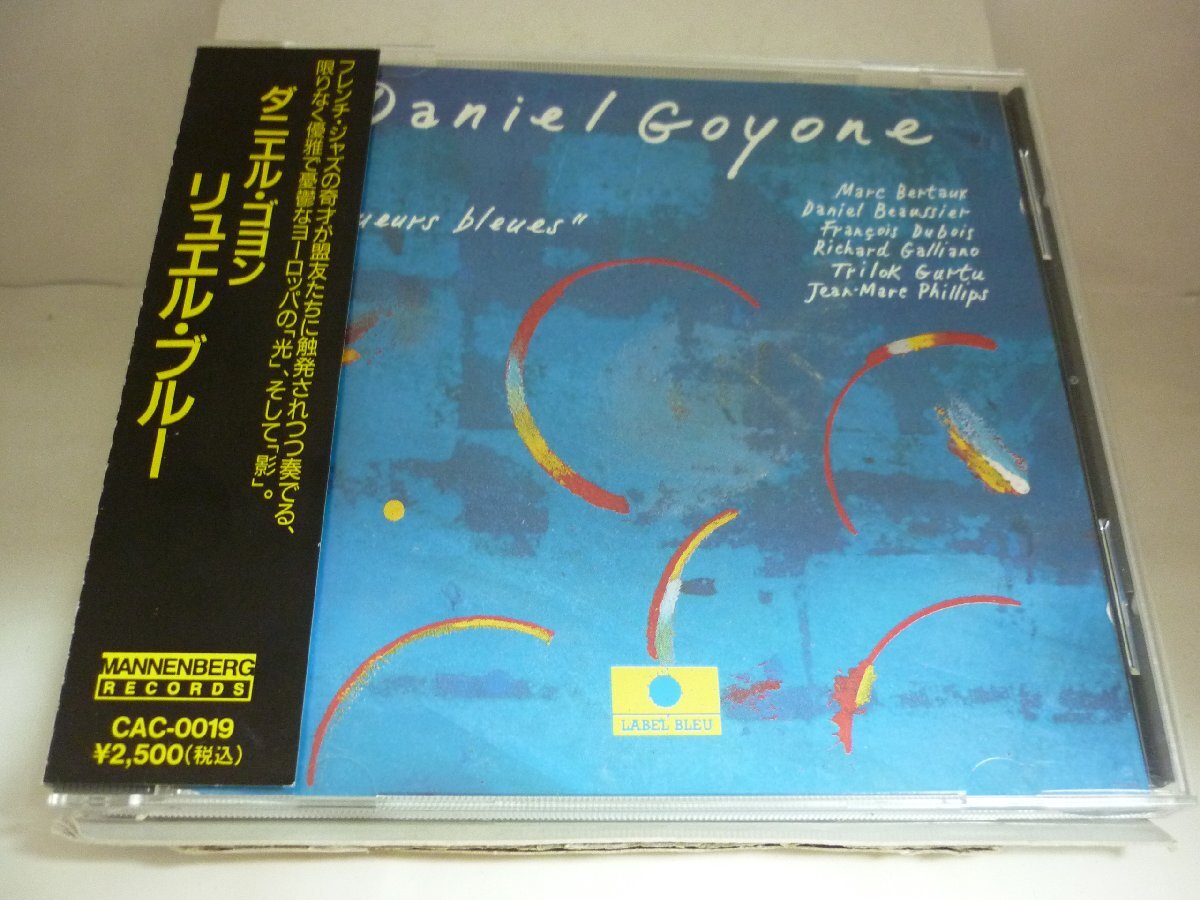 フレンチ・ジャズの奇才が盟友たちに触発されつつ奏でる、
限りなく優雅で憂鬱なヨーロッパの「光」、そして「影」。
ダニエル・ゴヨン
リュエル・ブルー
MANNENBERG
RECORDS
CAC-0019
¥2,500(税込)
Daniel Goyone
ueurs bleues"
Marc Bertaux
Daniel Beaussier
François Dubois
Richard Galliano
Trilok Gurtu
Jean-Marc Phillips
LABEL BLEU